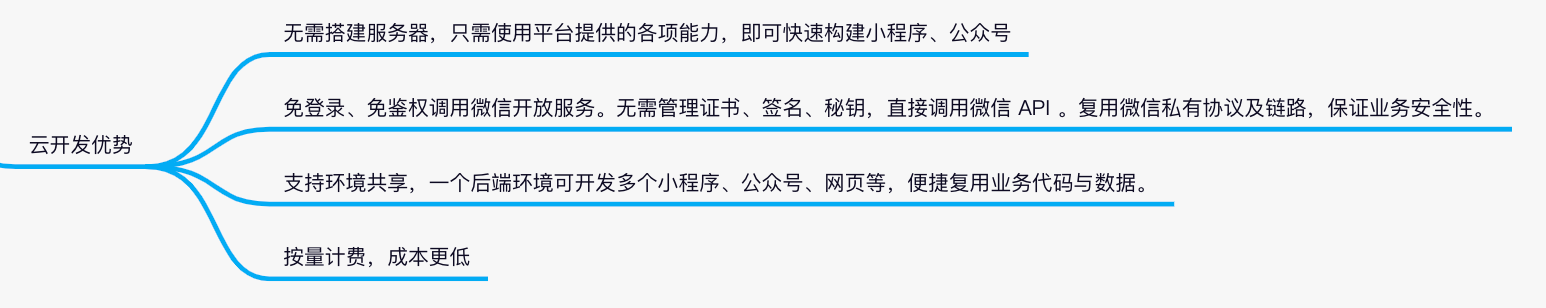 无需搭建服务器，只需使用平台提供的各项能力，即可快速构建小程序、公众号
免登录、免鉴权调用微信开放服务。无需管理证书、签名、秘钥，直接调用微信 API 。复用微信私有协议及链路，保证业务安全性。
云开发优势
支持环境共享，一个后端环境可开发多个小程序、公众号、网页等，便捷复用业务代码与数据。
按量计费，成本更低